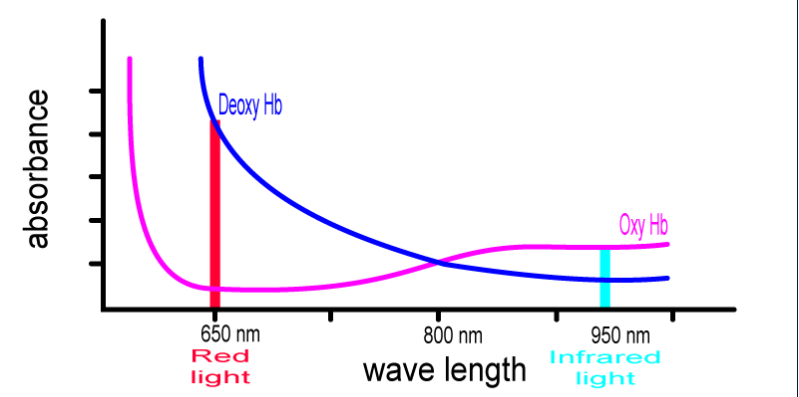 absorbance
Deoxy Hb
Oxy Hb
650 nm
800 nm
950 nm
Red
light
wave length
Infrared
light